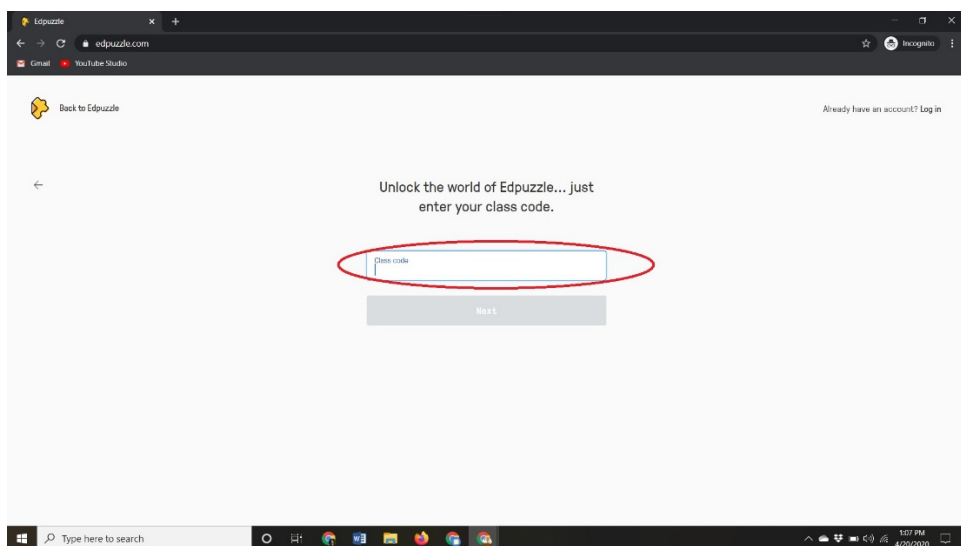 Edpuzzle
edpuzzle.com
Incognito
Gmail
YouTube Studio
Back to Edpuzzle
Already have an account? Log in
Unlock the world of Edpuzzle... just
enter your class code.
Class code
Next
Type here to search
1:07 PM
4/20/2020